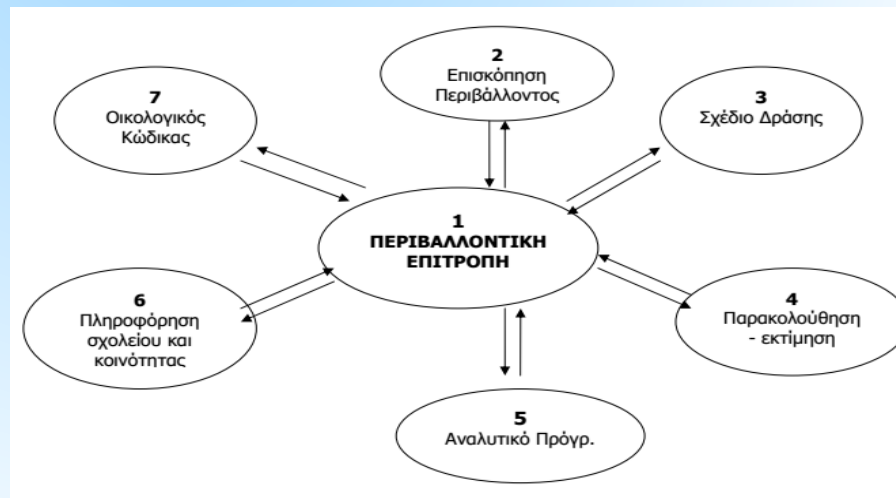 1
ΠΕΡΙΒΑΛΛΟΝΤΙΚΗ
ΕΠΙΤΡΟΠΗ
2
Επισκόπηση
Περιβάλλοντος
3
Σχέδιο Δράσης
4
Παρακολούθηση
- εκτίμηση
5
Αναλυτικό Πρόγρ.
6
Πληροφόρηση
σχολείου και
κοινότητας
7
Οικολογικός
Κώδικας